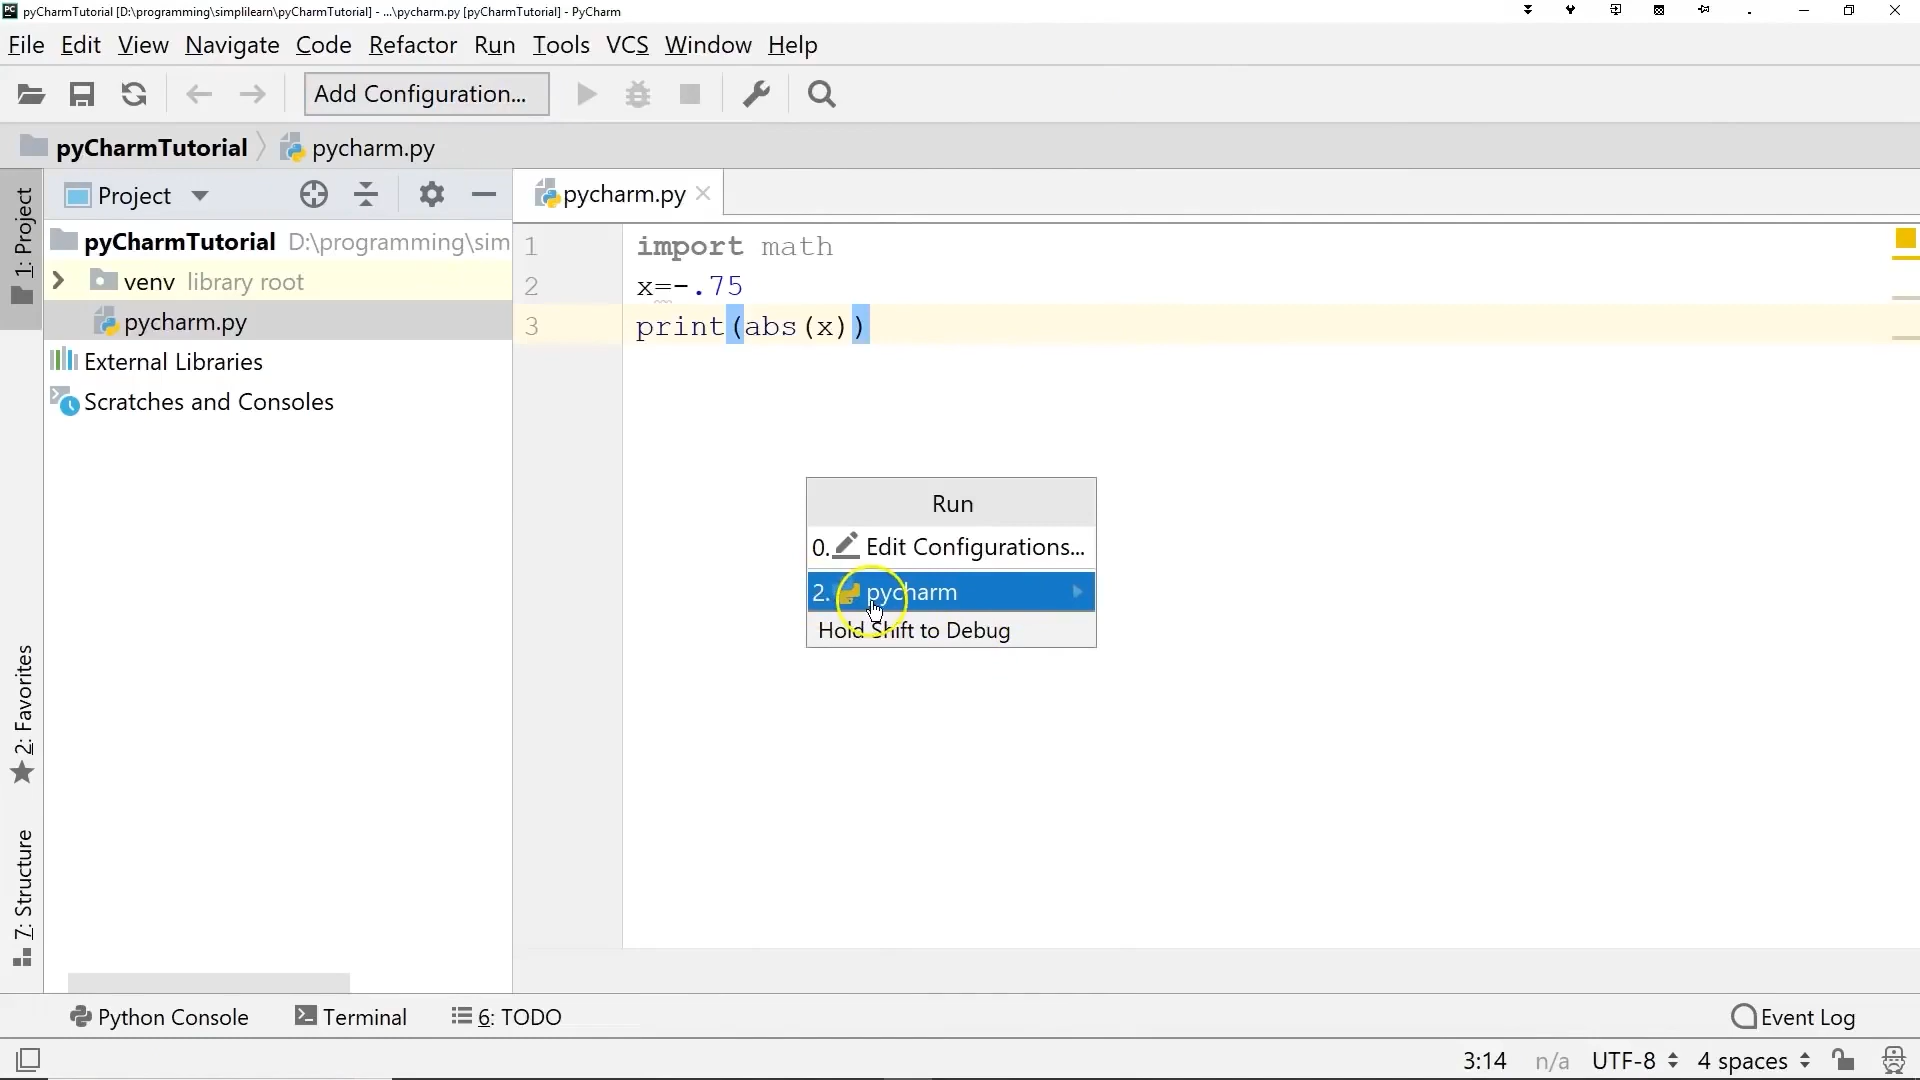 pyCharmTutorial [D:\programming\simplilearn\pyCharmTutorial] - ...\pycharm.py [pyCharmTutorial] - PyCharm
File Edit View Navigate Code Refactor Run Tools VCS Window Help
Add Configuration...
pyCharmTutorial pycharm.py
1: Project
Project
pycharm.py
pyCharmTutorial D:\programming\sim
venv library root
pycharm.py
External Libraries
Scratches and Consoles
1 import math
2 x=-.75
3 print(abs(x))
Run
0. Edit Configurations...
2. pycharm
Hold Shift to Debug
2: Favorites
7: Structure
Python Console Terminal 6: TODO Event Log
3:14 n/a UTF-8 4 spaces